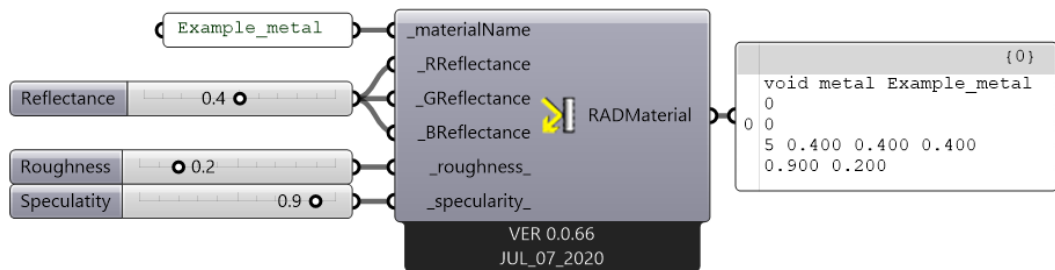 Example_metal
Reflectance 0.4
Roughness 0.2
Speculatity 0.9
_materialName
_RReflectance
_GReflectance
_BReflectance
_roughness_
_specularity_
RADMaterial
VER 0.0.66
JUL_07_2020
{0}
0
void metal Example_metal
0
0
5 0.400 0.400 0.400
0.900 0.200